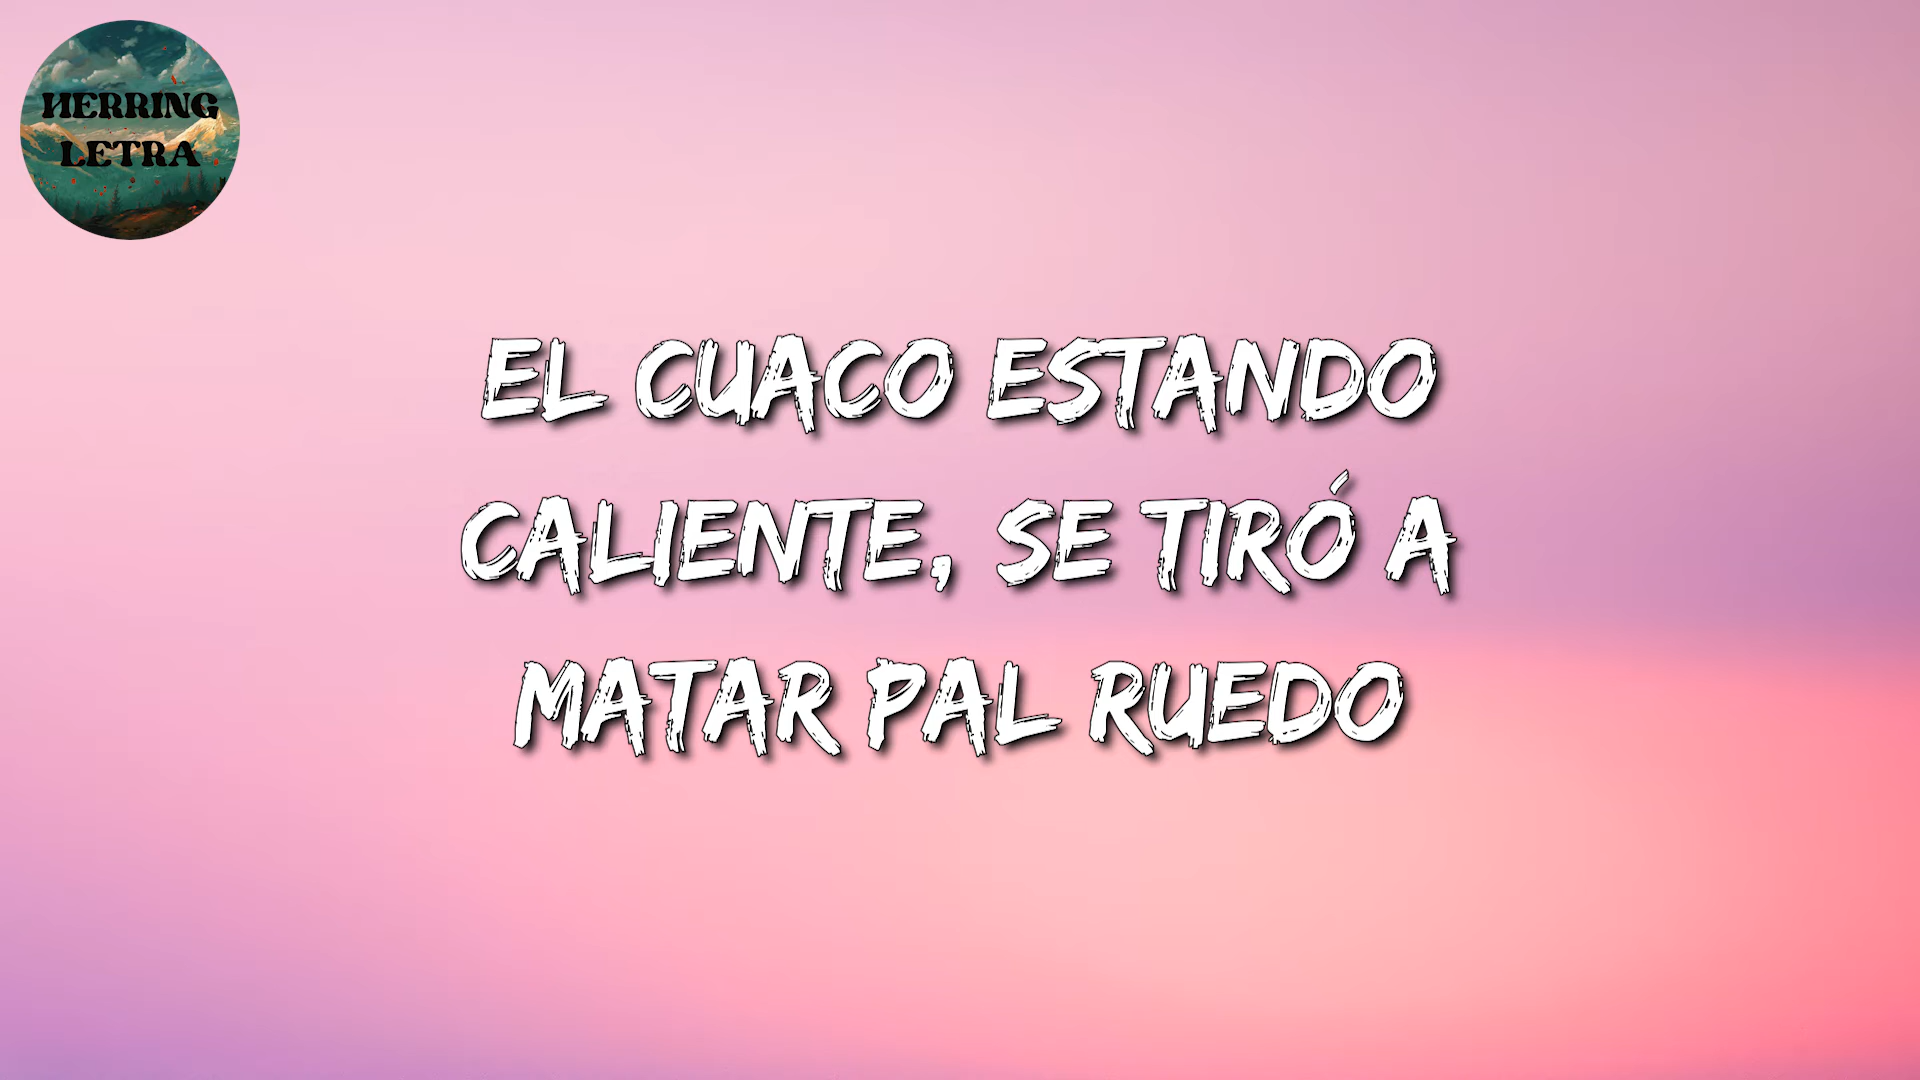 HERRING
LETRA
EL CUACO ESTANDO
CALIENTE, SE TIRÓ A
MATAR PAL RUEDO